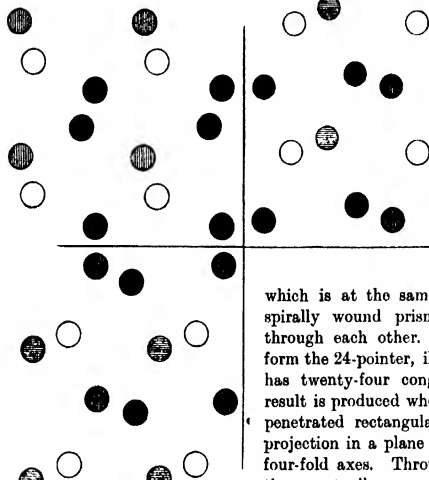 which is at the sam
spirally wound prism
through each other.
form the 24-pointer, i
has twenty-four cong
result is produced wh
penetrated rectangula
projection in a plane
four-fold axes. Thro